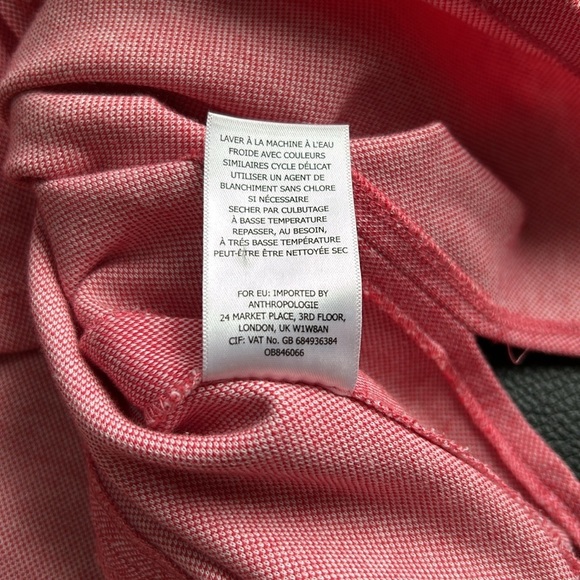 LAVER À LA MACHINE À L'EAU
FROIDE AVEC COULEURS
SIMILAIRES CYCLE DÉLICAT
UTILISER UN AGENT DE
BLANCHIMENT SANS CHLORE
SI NÉCESSAIRE
SECHER PAR CULBUTAGE
À BASSE TEMPERATURE
REPASSER, AU BESOIN,
À TRÉS BASSE TEMPÉRATURE
PEUT-ÊTRE ÊTRE NETTOYÉE SEC
FOR EU: IMPORTED BY
ANTHROPOLOGIE
24 MARKET PLACE, 3RD FLOOR,
LONDON, UK W1W8AN
CIF: VAT No. GB 684936384
OB846066